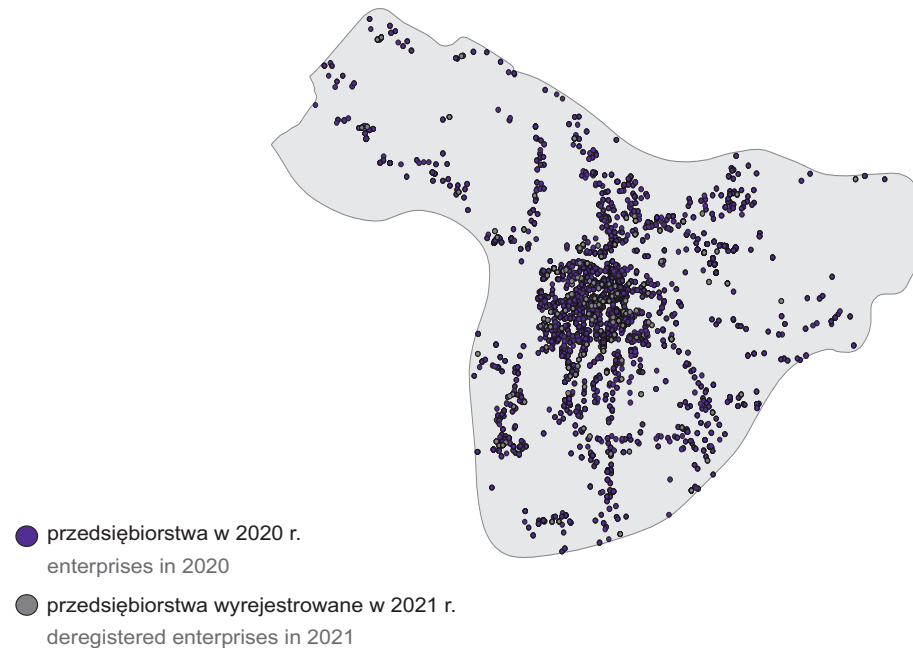 przedsiębiorstwa w 2020 r.
enterprises in 2020
przedsiębiorstwa wyrejestrowane w 2021 r.
deregistered enterprises in 2021